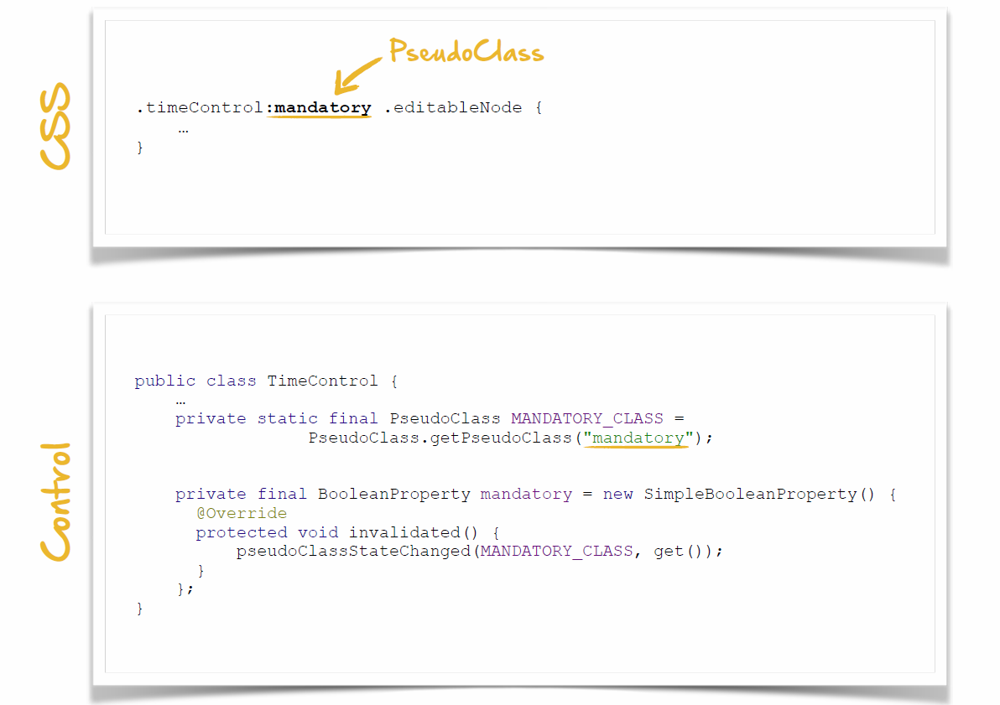 CSS
PseudoClass
.timeControl:mandatory .editableNode {
…
}
Control
public class TimeControl {
…
private static final PseudoClass MANDATORY_CLASS =
PseudoClass.getPseudoClass("mandatory");
private final BooleanProperty mandatory = new SimpleBooleanProperty() {
@Override
protected void invalidated() {
pseudoClassStateChanged(MANDATORY_CLASS, get());
}
};
}